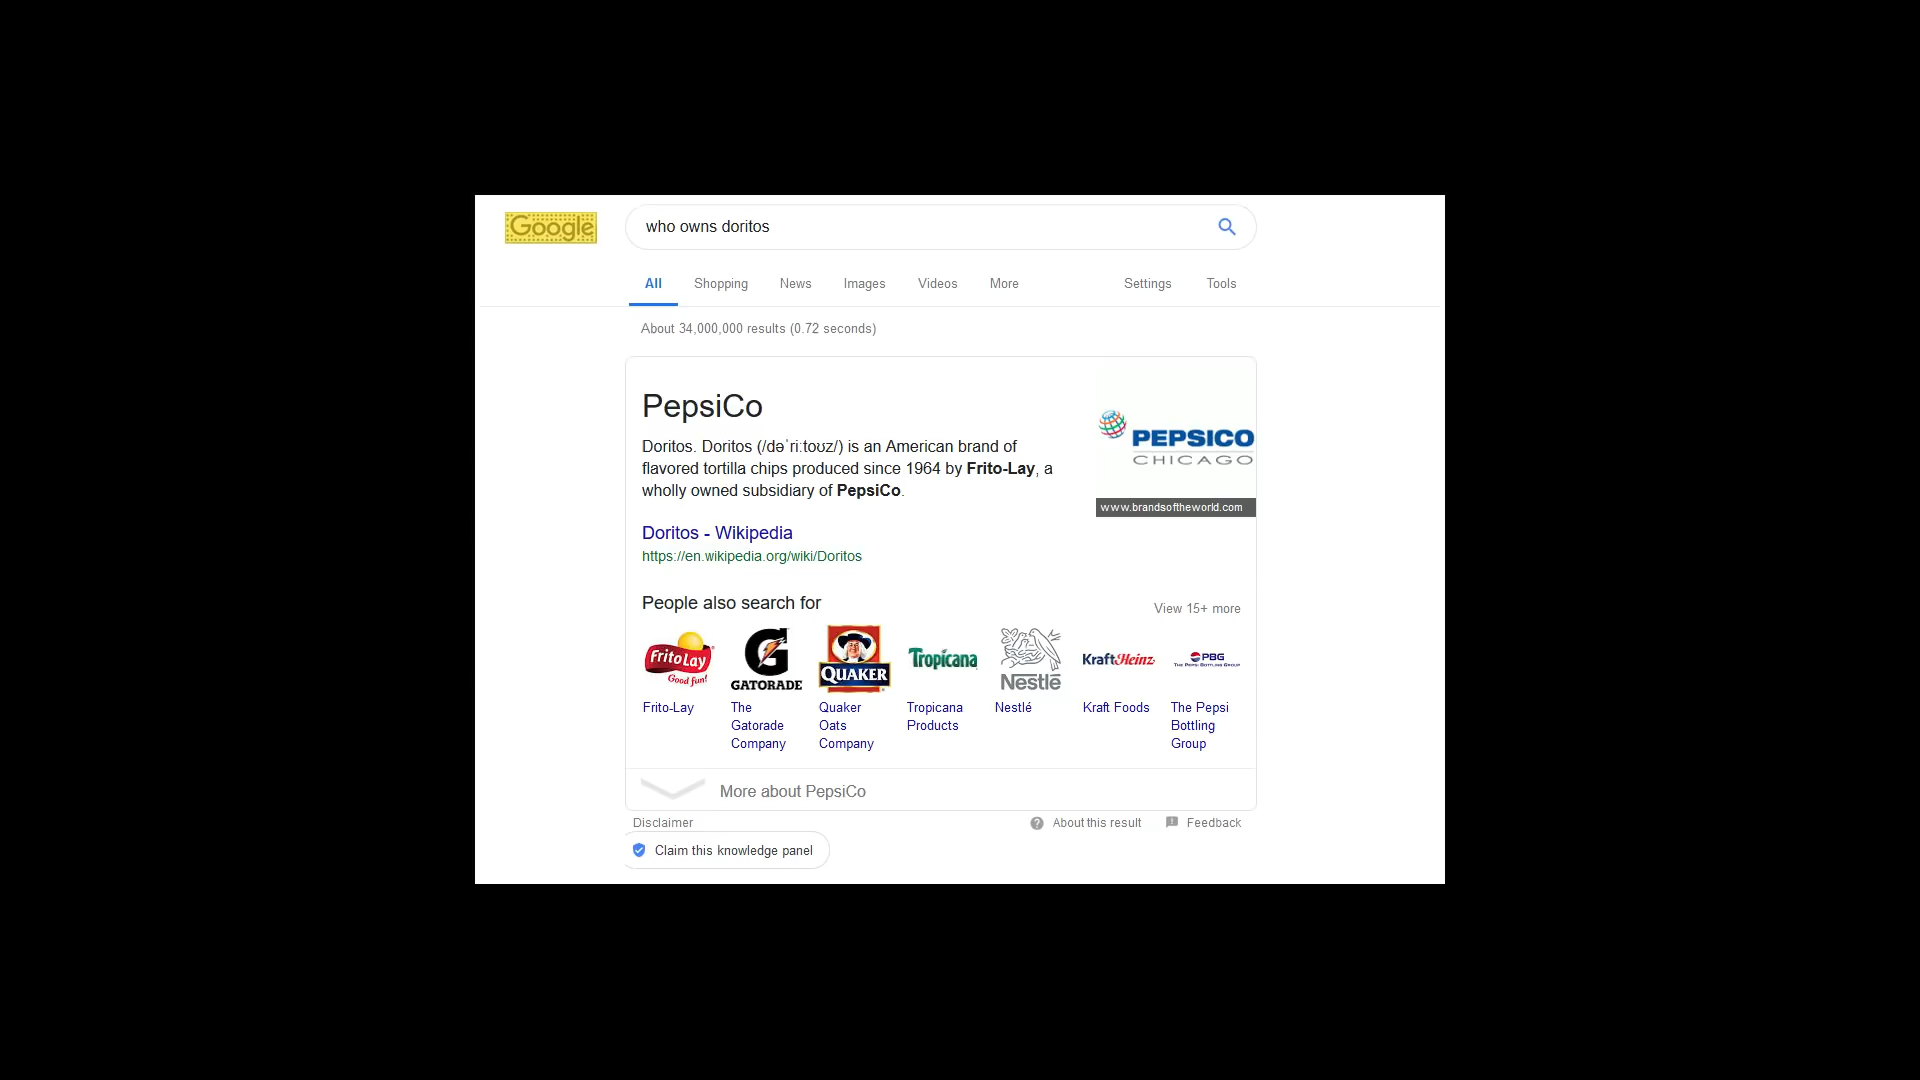 Google
who owns doritos
All Shopping News Images Videos More Settings Tools
About 34,000,000 results (0.72 seconds)
PepsiCo
Doritos. Doritos (/dəˈriːtoʊz/) is an American brand of
flavored tortilla chips produced since 1964 by Frito-Lay, a
wholly owned subsidiary of PepsiCo.
PEPSICO
CHICAGO
www.brandsoftheworld.com
Doritos - Wikipedia
https://en.wikipedia.org/wiki/Doritos
People also search for
View 15+ more
FritoLay
Good fun!
GATORADE
QUAKER
Tropicana
Nestlé
KraftHeinz
PBG
THE PEPSI BOTTLING GROUP
Frito-Lay
The
Gatorade
Company
Quaker
Oats
Company
Tropicana
Products
Nestlé
Kraft Foods
The Pepsi
Bottling
Group
More about PepsiCo
Disclaimer
About this result
Feedback
Claim this knowledge panel